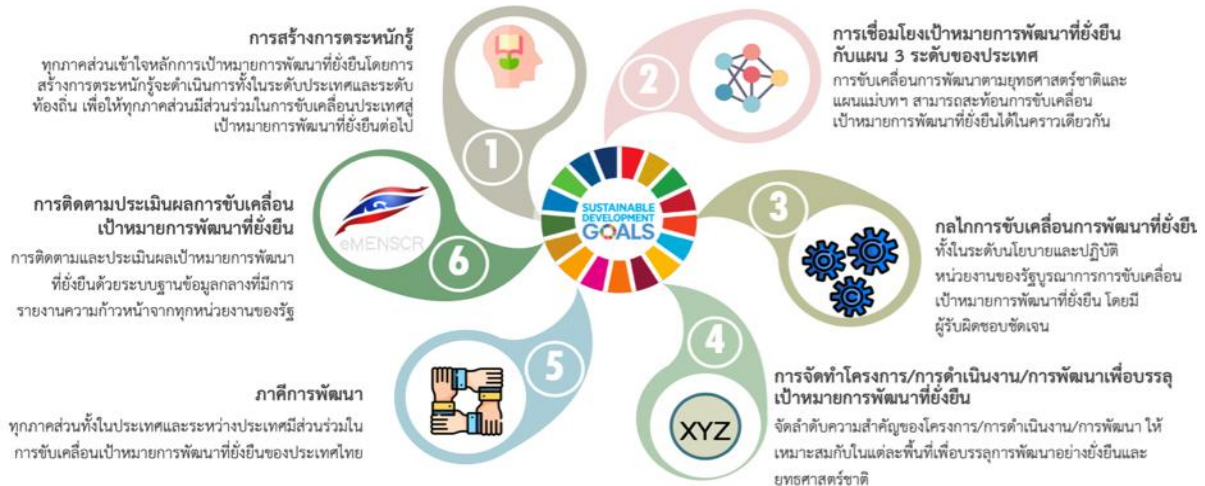 การสร้างการตระหนักรู้
ทุกภาคส่วนเข้าใจหลักการเป้าหมายการพัฒนาที่ยั่งยืนโดยการ
สร้างการตระหนักรู้จะดำเนินการทั้งในระดับประเทศและระดับ
ท้องถิ่น เพื่อให้ทุกภาคส่วนมีส่วนร่วมในการขับเคลื่อนประเทศสู่
เป้าหมายการพัฒนาที่ยั่งยืนต่อไป
1
การเชื่อมโยงเป้าหมายการพัฒนาที่ยั่งยืน
กับแผน 3 ระดับของประเทศ
การขับเคลื่อนการพัฒนาตามยุทธศาสตร์ชาติและ
แผนแม่บทฯ สามารถสะท้อนการขับเคลื่อน
เป้าหมายการพัฒนาที่ยั่งยืนได้ในคราวเดียวกัน
2
SUSTAINABLE
DEVELOPMENT
GOALS
3
กลไกการขับเคลื่อนการพัฒนาที่ยั่งยืน
ทั้งในระดับนโยบายและปฏิบัติ
หน่วยงานของรัฐบูรณาการการขับเคลื่อน
เป้าหมายการพัฒนาที่ยั่งยืน โดยมี
ผู้รับผิดชอบชัดเจน
4
XYZ
การจัดทำโครงการ/การดำเนินงาน/การพัฒนาเพื่อบรรลุ
เป้าหมายการพัฒนาที่ยั่งยืน
จัดลำดับความสำคัญของโครงการ/การดำเนินงาน/การพัฒนา ให้
เหมาะสมกับในแต่ละพื้นที่เพื่อบรรลุการพัฒนาอย่างยั่งยืนและ
ยุทธศาสตร์ชาติ
5
ภาคีการพัฒนา
ทุกภาคส่วนทั้งในประเทศและระหว่างประเทศมีส่วนร่วมใน
การขับเคลื่อนเป้าหมายการพัฒนาที่ยั่งยืนของประเทศไทย
6
eMENSCR
การติดตามประเมินผลการขับเคลื่อน
เป้าหมายการพัฒนาที่ยั่งยืน
การติดตามและประเมินผลเป้าหมายการพัฒนา
ที่ยั่งยืนด้วยระบบฐานข้อมูลกลางที่มีการ
รายงานความก้าวหน้าจากทุกหน่วยงานของรัฐ